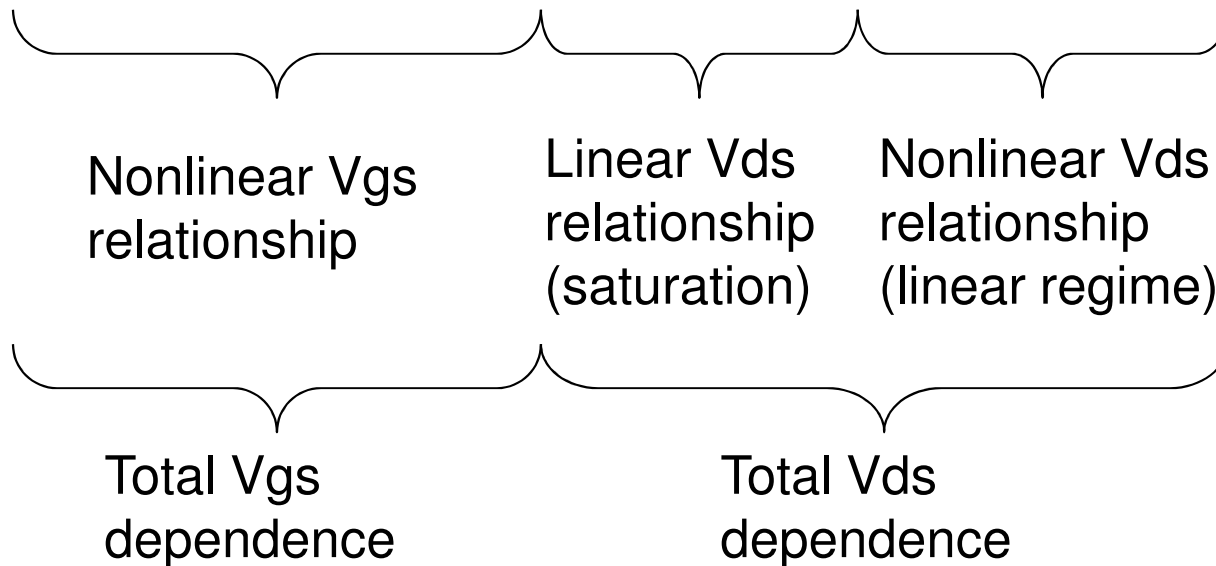 Nonlinear Vgs
relationship
Linear Vds
relationship
(saturation)
Nonlinear Vds
relationship
(linear regime)
Total Vgs
dependence
Total Vds
dependence